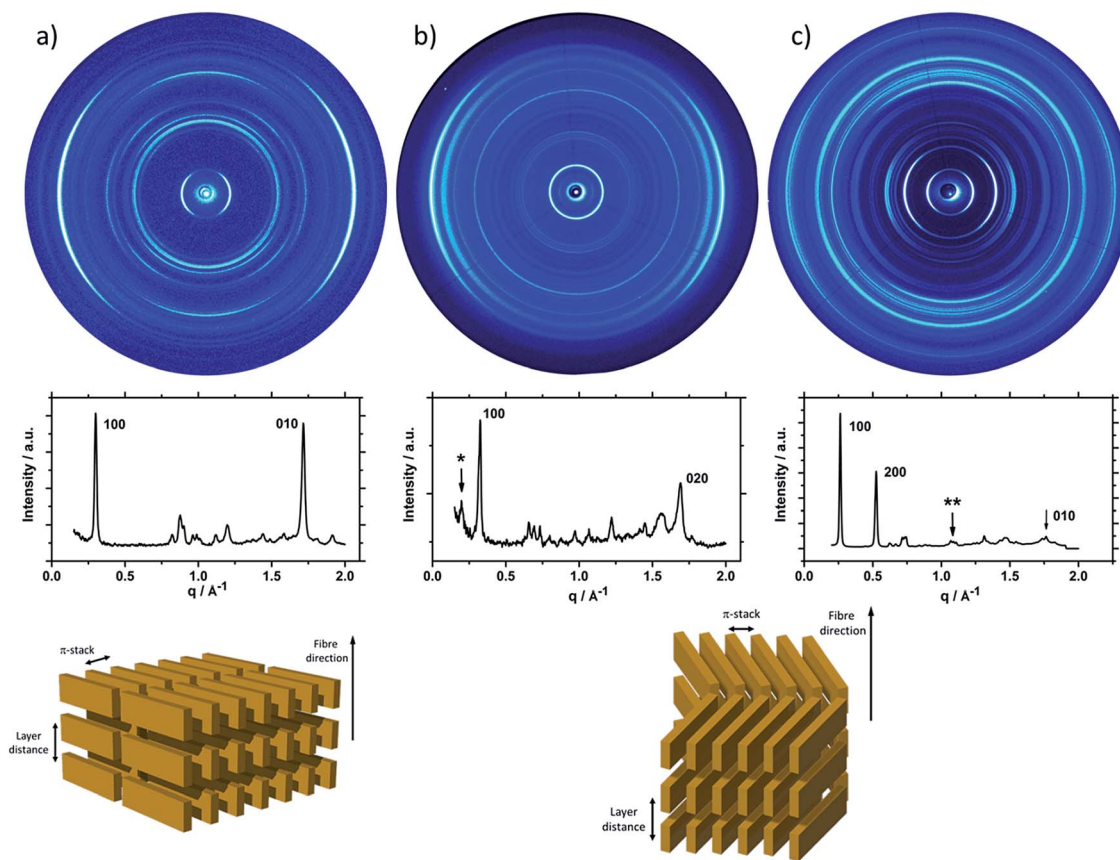 a)
b)
c)
Intensity / a.u.
100
010
0.0 0.5 1.0 1.5 2.0
q / Å-1
Intensity / a.u.
*
100
020
0.0 0.5 1.0 1.5 2.0
q / Å-1
Intensity / a.u.
100
200
**
010
0.0 0.5 1.0 1.5 2.0
q / Å-1
π-stack
Fibre
direction
Layer
distance
π-stack
Fibre
direction
Layer
distance